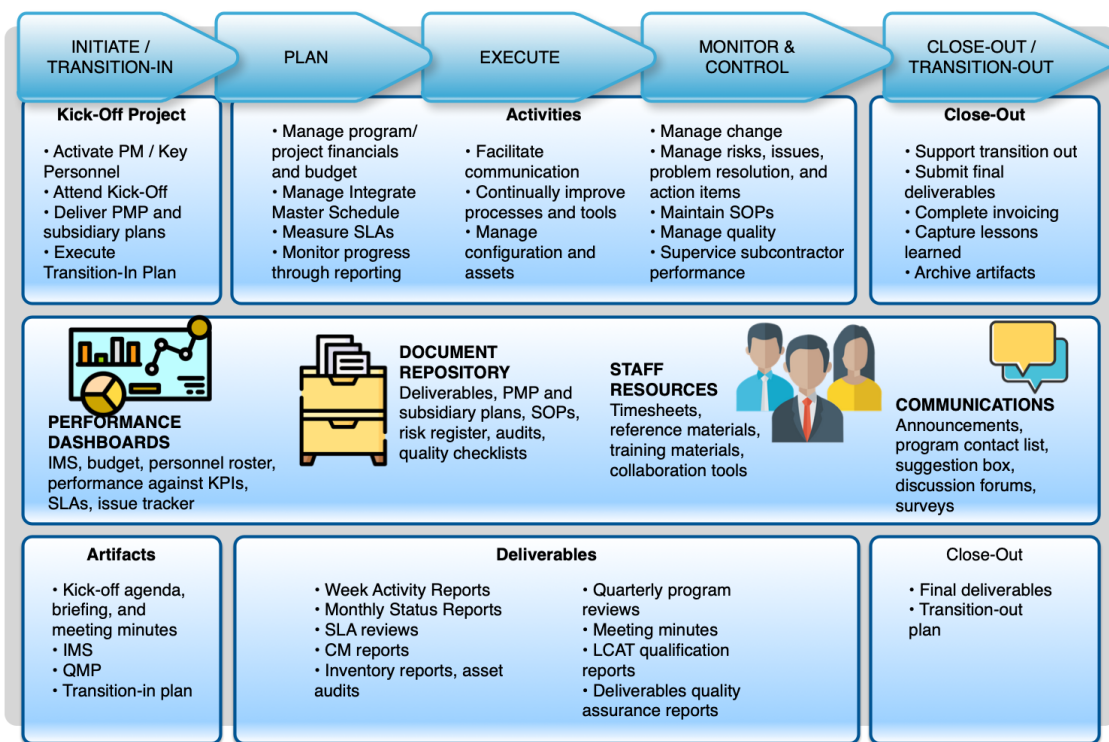 INITIATE /
TRANSITION-IN
PLAN
EXECUTE
MONITOR &
CONTROL
CLOSE-OUT /
TRANSITION-OUT
Kick-Off Project
• Activate PM / Key
Personnel
• Attend Kick-Off
• Deliver PMP and
subsidiary plans
• Execute
Transition-In Plan
Activities
• Manage program/
project financials
and budget
• Manage Integrate
Master Schedule
• Measure SLAs
• Monitor progress
through reporting
• Facilitate
communication
• Continually improve
processes and tools
• Manage
configuration and
assets
• Manage change
• Manage risks, issues,
problem resolution, and
action items
• Maintain SOPs
• Manage quality
• Supervice subcontractor
performance
Close-Out
• Support transition out
• Submit final
deliverables
• Complete invoicing
• Capture lessons
learned
• Archive artifacts
PERFORMANCE
DASHBOARDS
IMS, budget, personnel roster,
performance against KPIs,
SLAs, issue tracker
DOCUMENT
REPOSITORY
Deliverables, PMP and
subsidiary plans, SOPs,
risk register, audits,
quality checklists
STAFF
RESOURCES
Timesheets,
reference materials,
training materials,
collaboration tools
COMMUNICATIONS
Announcements,
program contact list,
suggestion box,
discussion forums,
surveys
Artifacts
• Kick-off agenda,
briefing, and
meeting minutes
• IMS
• QMP
• Transition-in plan
Deliverables
• Week Activity Reports
• Monthly Status Reports
• SLA reviews
• CM reports
• Inventory reports, asset
audits
• Quarterly program
reviews
• Meeting minutes
• LCAT qualification
reports
• Deliverables quality
assurance reports
Close-Out
• Final deliverables
• Transition-out
plan